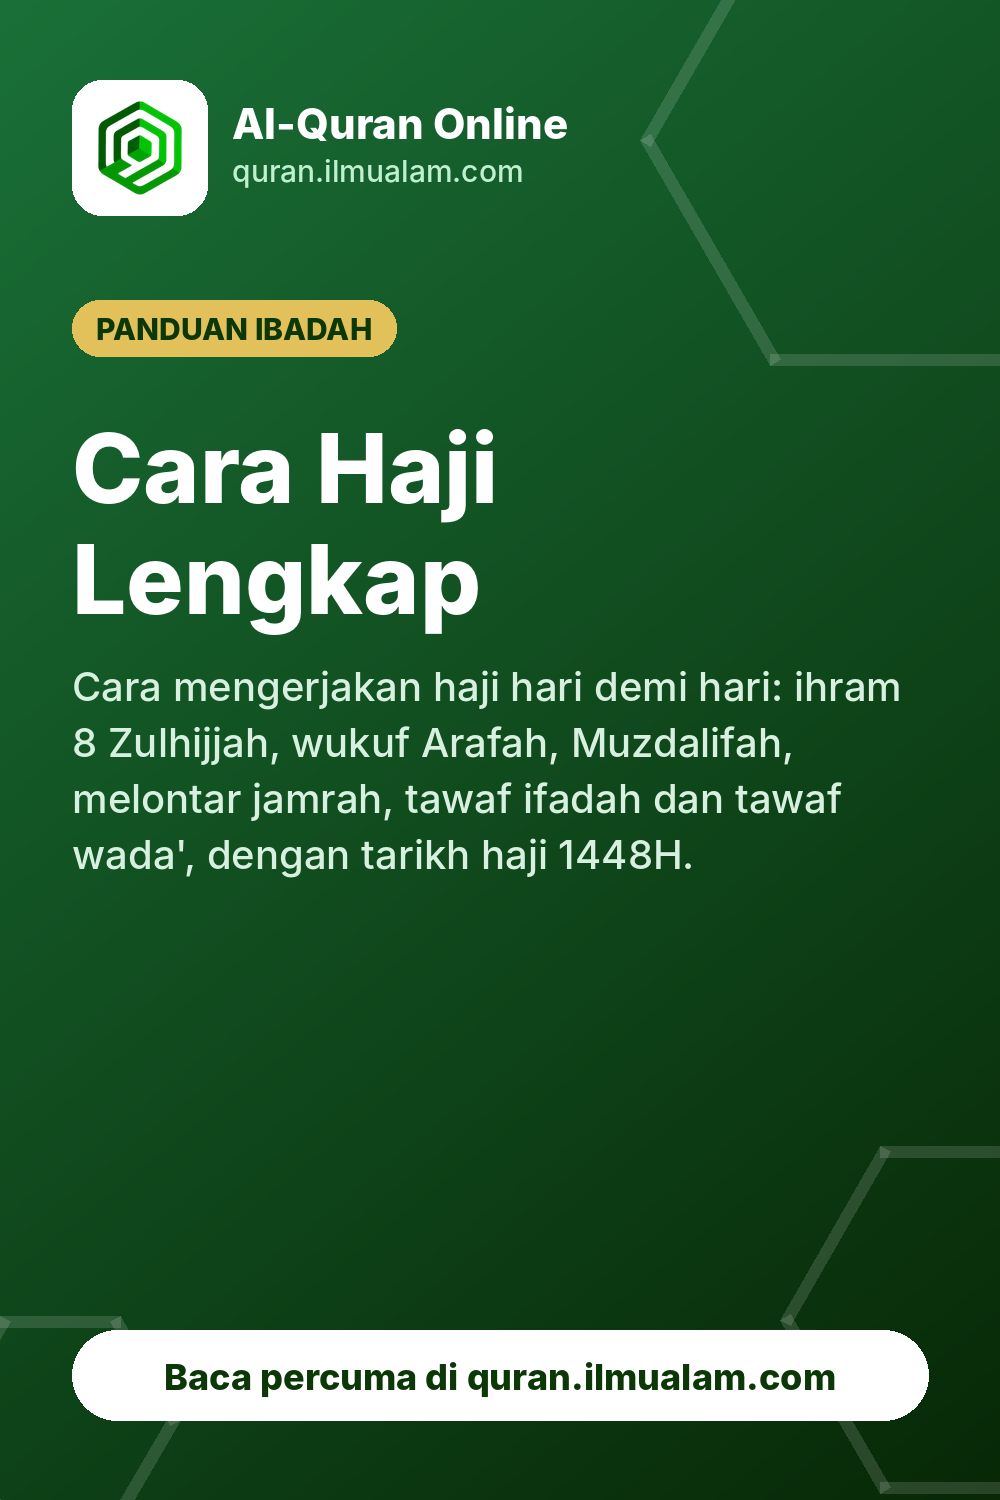 Al-Quran Online
quran.ilmualam.com
PANDUAN IBADAH
Cara Haji
Lengkap
Cara mengerjakan haji hari demi hari: ihram
8 Zulhijjah, wukuf Arafah, Muzdalifah,
melontar jamrah, tawaf ifadah dan tawaf
wada', dengan tarikh haji 1448H.
Baca percuma di quran.ilmualam.com